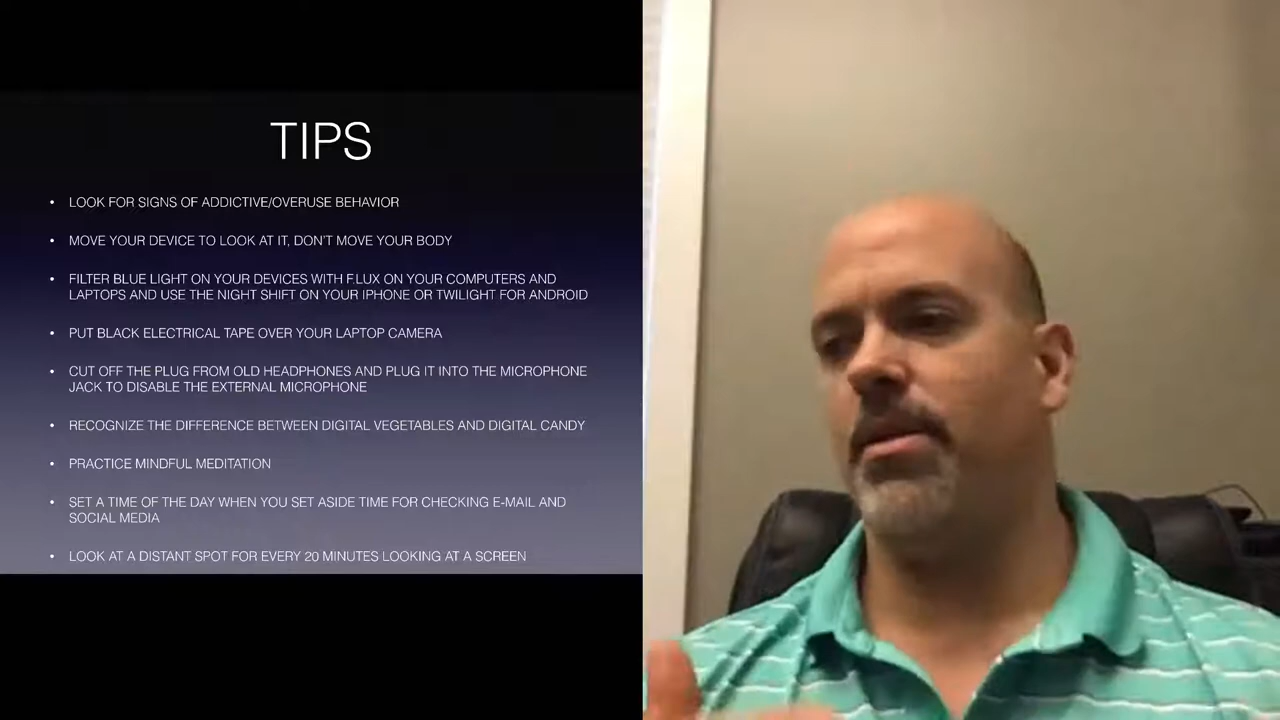 TIPS
• LOOK FOR SIGNS OF ADDICTIVE/OVERUSE BEHAVIOR
• MOVE YOUR DEVICE TO LOOK AT IT, DON'T MOVE YOUR BODY
• FILTER BLUE LIGHT ON YOUR DEVICES WITH F.LUX ON YOUR COMPUTERS AND
LAPTOPS AND USE THE NIGHT SHIFT ON YOUR IPHONE OR TWILIGHT FOR ANDROID
• PUT BLACK ELECTRICAL TAPE OVER YOUR LAPTOP CAMERA
• CUT OFF THE PLUG FROM OLD HEADPHONES AND PLUG IT INTO THE MICROPHONE
JACK TO DISABLE THE EXTERNAL MICROPHONE
• RECOGNIZE THE DIFFERENCE BETWEEN DIGITAL VEGETABLES AND DIGITAL CANDY
• PRACTICE MINDFUL MEDITATION
• SET A TIME OF THE DAY WHEN YOU SET ASIDE TIME FOR CHECKING E-MAIL AND
SOCIAL MEDIA
• LOOK AT A DISTANT SPOT FOR EVERY 20 MINUTES LOOKING AT A SCREEN